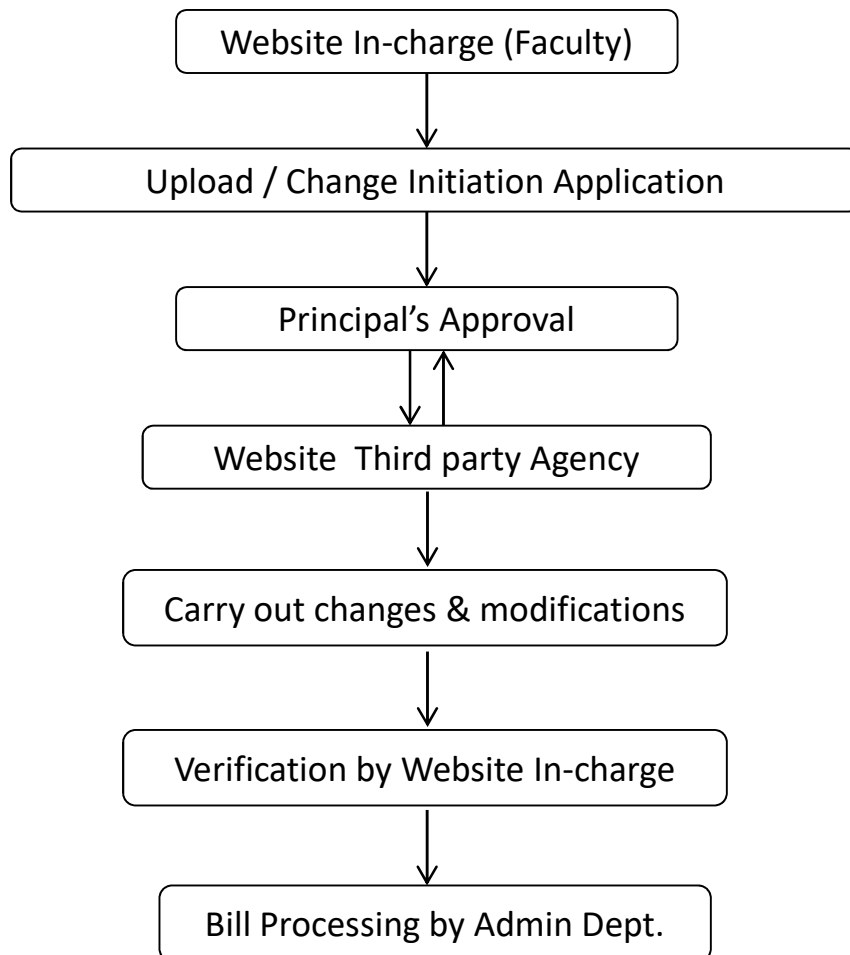 Website In-charge (Faculty)
Upload / Change Initiation Application
Principal’s Approval
Website  Third party Agency
Carry out changes & modifications
Verification by Website In-charge
Bill Processing by Admin Dept.